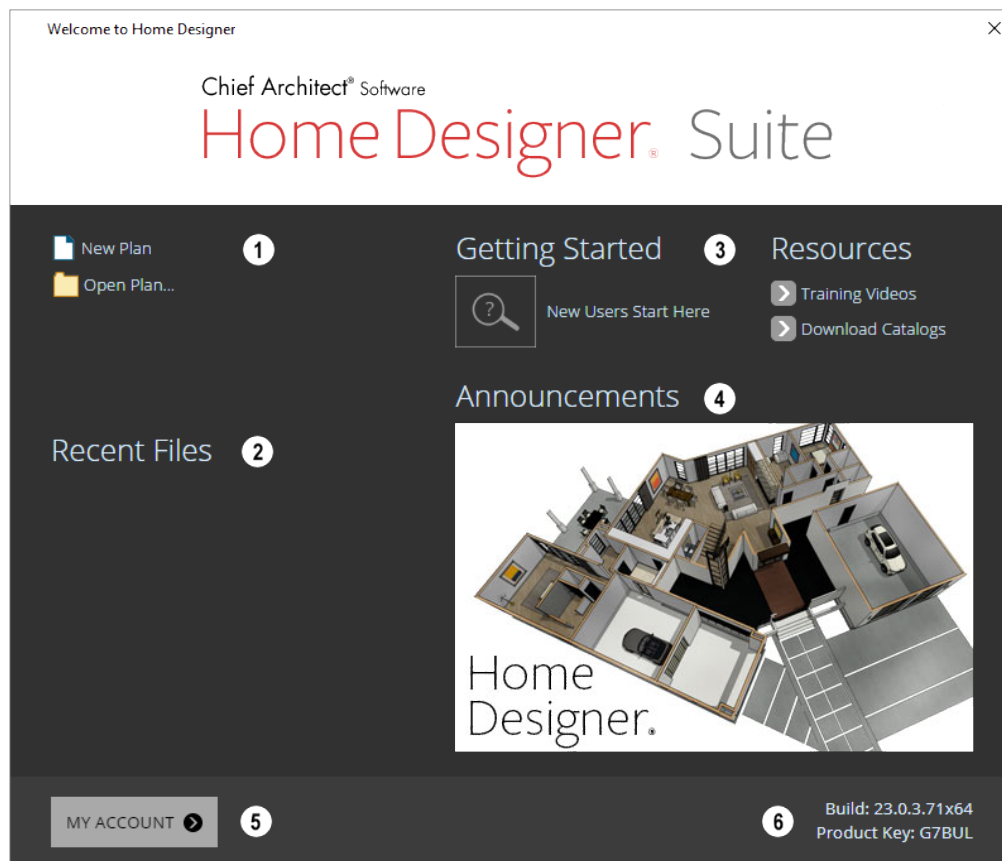 Welcome to Home Designer
Chief Architect® Software
Home Designer® Suite
New Plan
1
Open Plan...
Recent Files
2
Getting Started
3
New Users Start Here
Resources
Training Videos
Download Catalogs
Announcements
4
Home
Designer®
MY ACCOUNT
5
6
Build: 23.0.3.71x64
Product Key: G7BUL